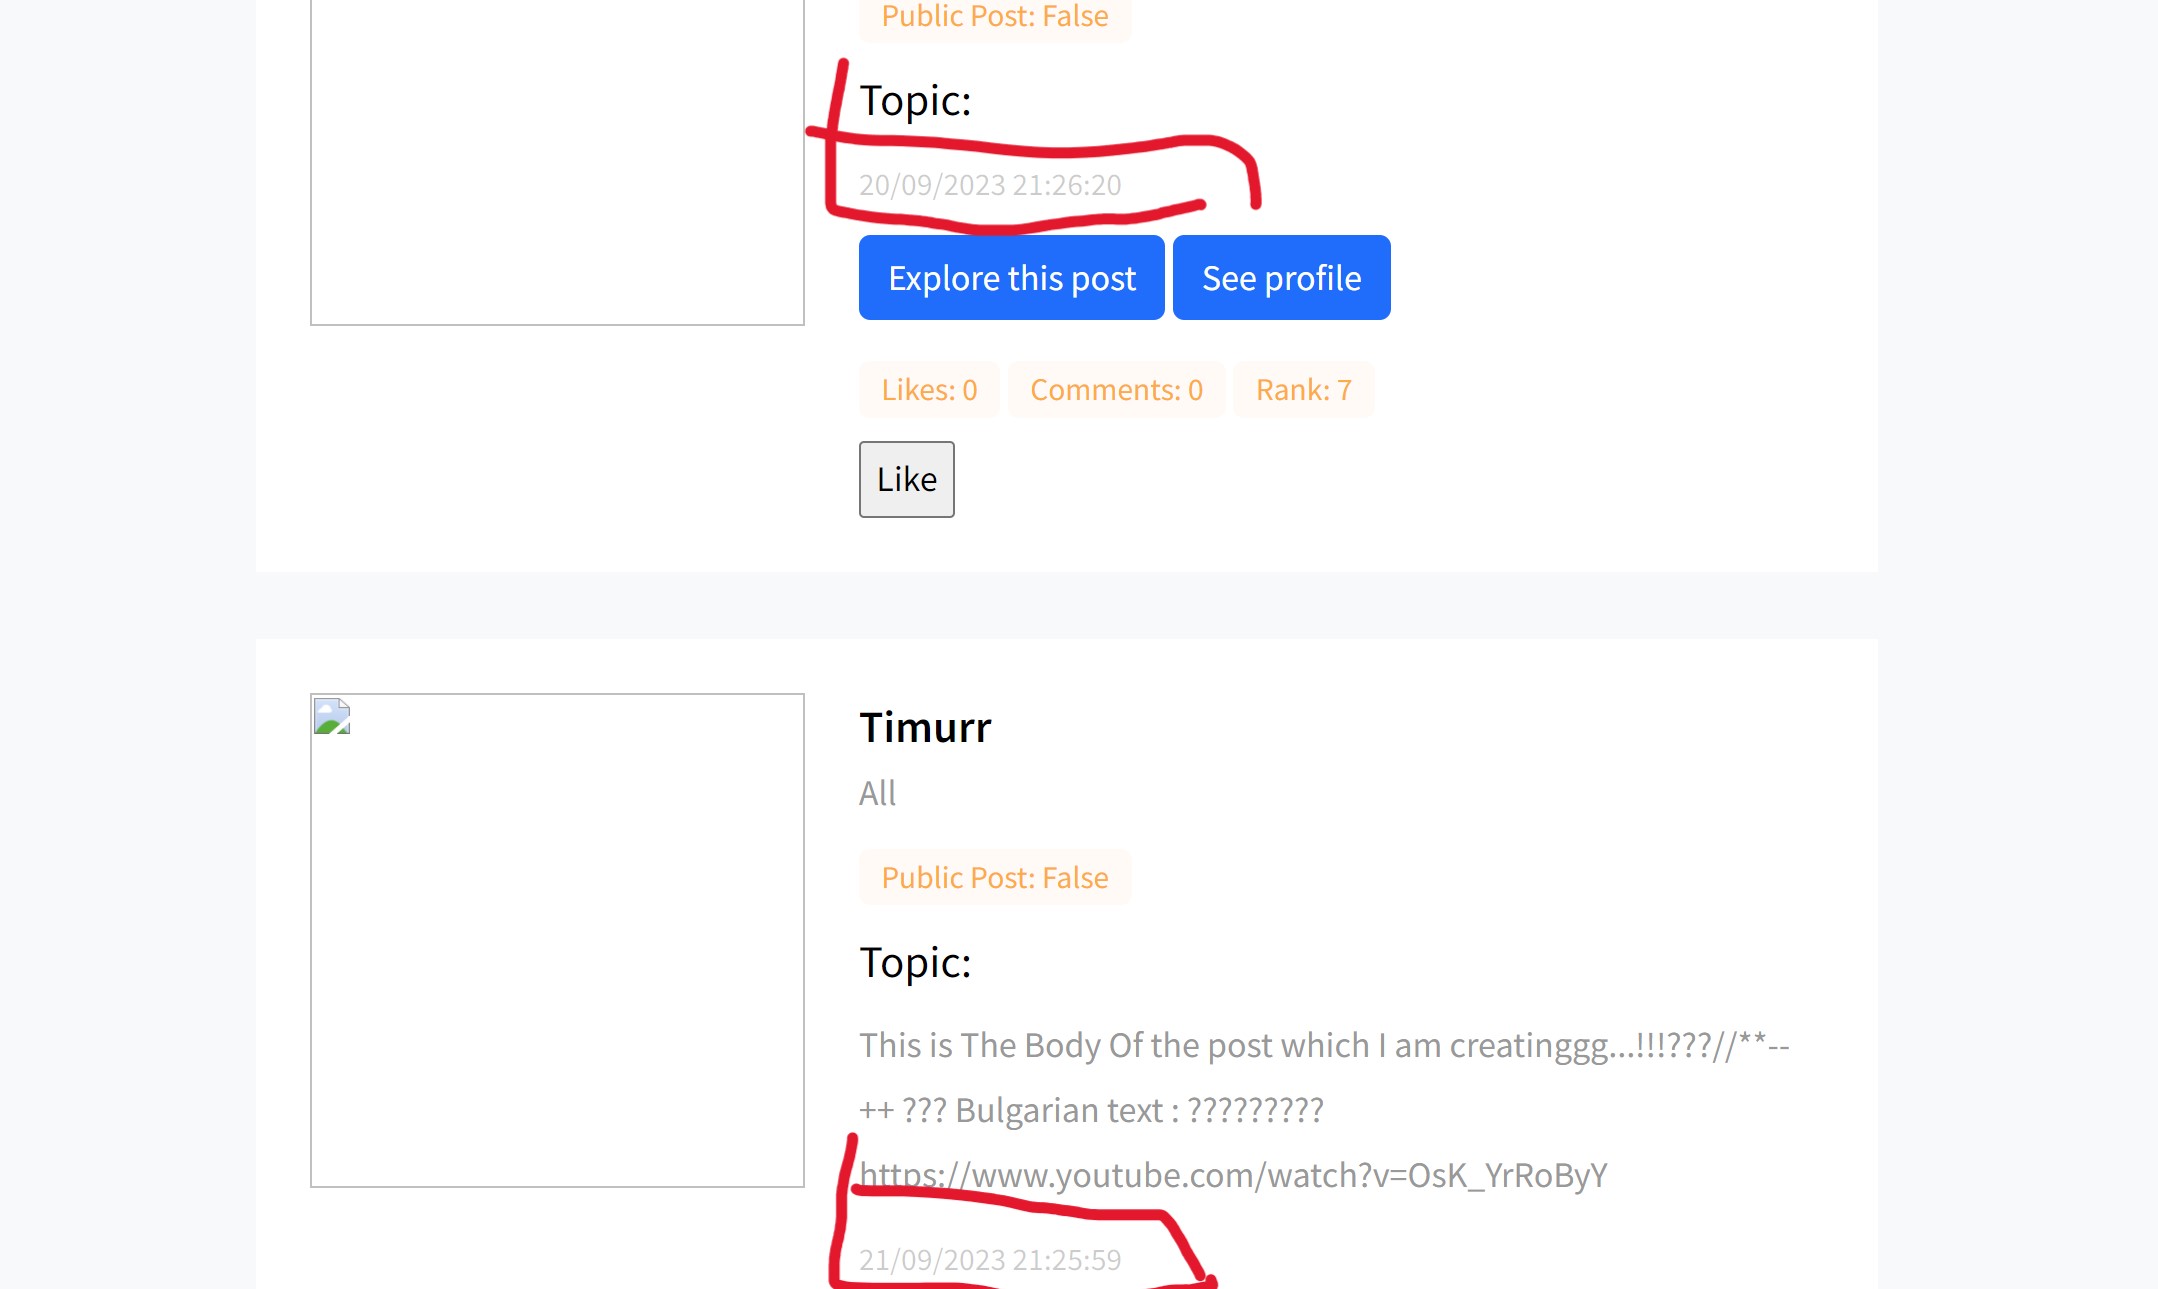 Public Post: False
Topic:
20/09/2023 21:26:20
Explore this post See profile
Likes: 0 Comments: 0 Rank: 7
Like
Timurr
All
Public Post: False
Topic:
This is The Body Of the post which I am creatinggg...!!!???//**--
++ ??? Bulgarian text : ?????????
https://www.youtube.com/watch?v=OsK_YrRoByY
21/09/2023 21:25:59